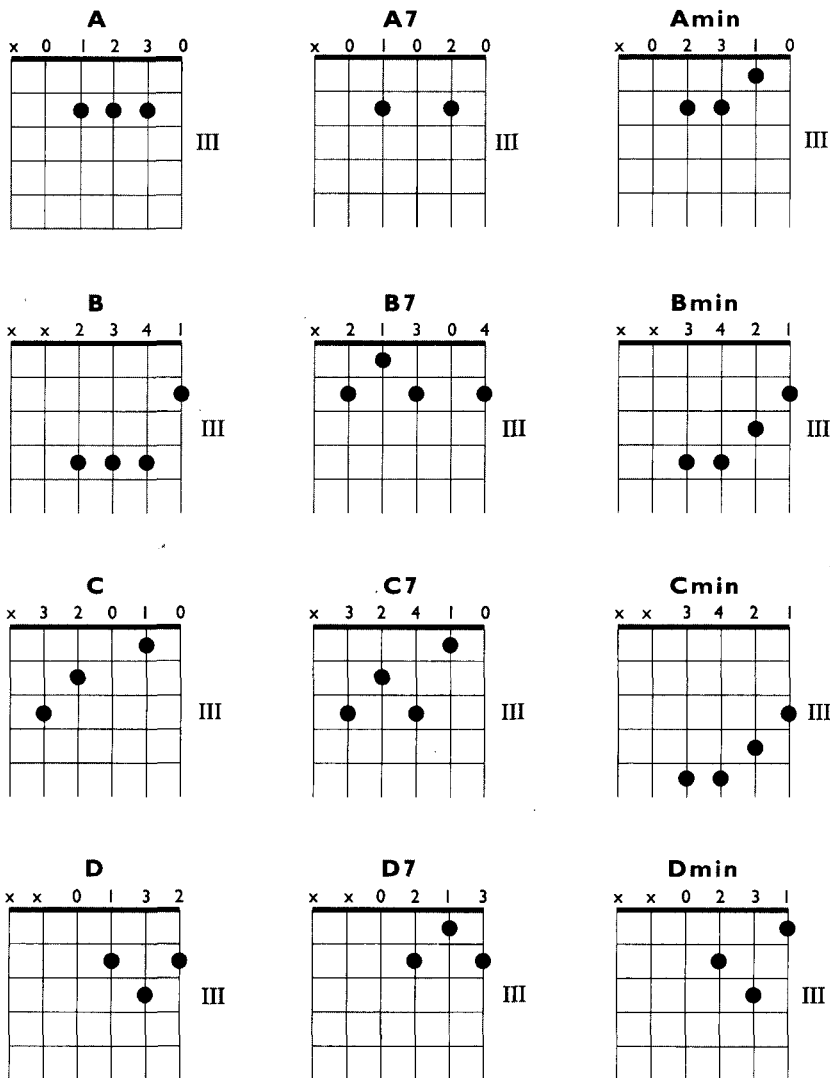 A A7 Amin
x 0 1 2 3 0 x 0 1 0 2 0 x 0 2 3 1 0
III III III
B B7 Bmin
x x 2 3 4 1 x 2 1 3 0 4 x x 3 4 2 1
III III III
C C7 Cmin
x 3 2 0 1 0 x 3 2 4 1 0 x x 3 4 2 1
III III III
D D7 Dmin
x x 0 1 3 2 x x 0 2 1 3 x x 0 2 3 1
III III III